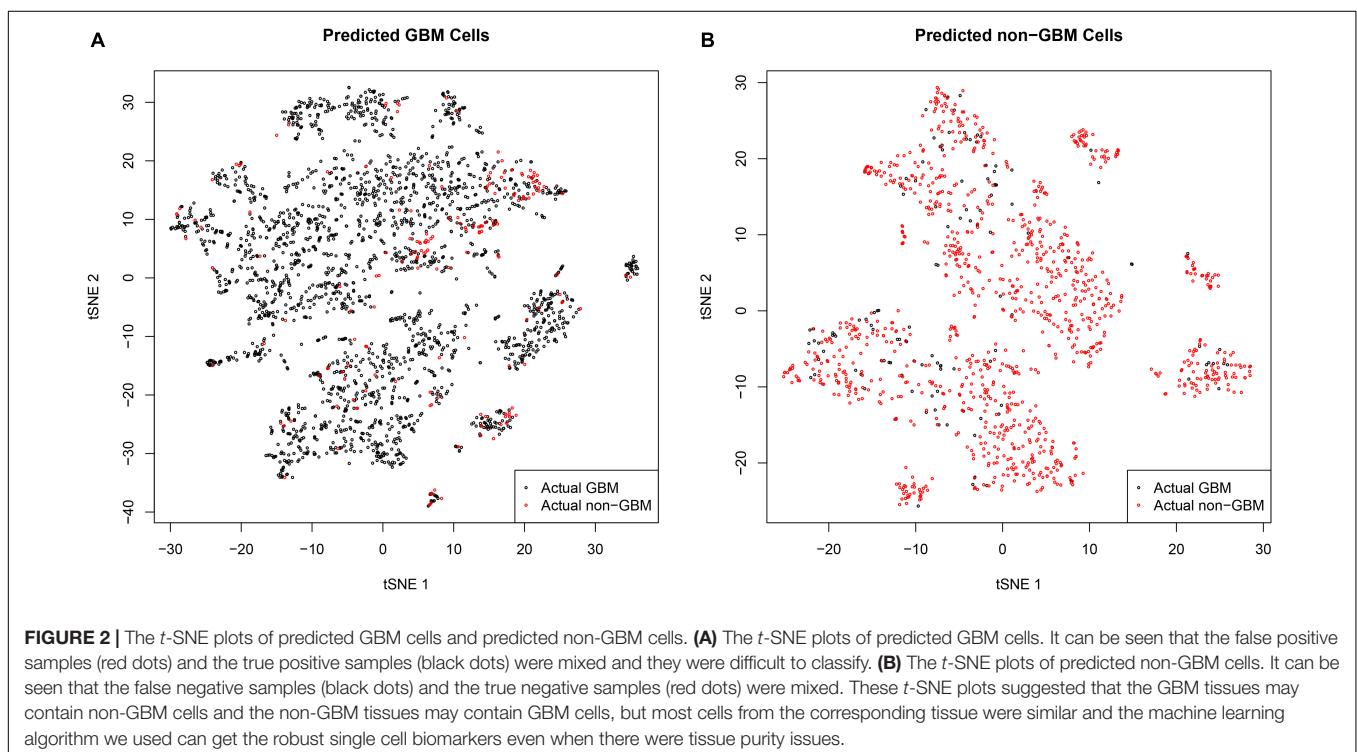 A
Predicted GBM Cells
tSNE 2
30
20
10
0
−10
−20
−30
−40
−30 −20 −10 0 10 20 30
tSNE 1
Actual GBM
Actual non−GBM
B
Predicted non−GBM Cells
tSNE 2
30
20
10
0
−10
−20
−20 −10 0 10 20 30
tSNE 1
Actual GBM
Actual non−GBM
FIGURE 2 | The t-SNE plots of predicted GBM cells and predicted non-GBM cells. (A) The t-SNE plots of predicted GBM cells. It can be seen that the false positive
samples (red dots) and the true positive samples (black dots) were mixed and they were difficult to classify. (B) The t-SNE plots of predicted non-GBM cells. It can be
seen that the false negative samples (black dots) and the true negative samples (red dots) were mixed. These t-SNE plots suggested that the GBM tissues may
contain non-GBM cells and the non-GBM tissues may contain GBM cells, but most cells from the corresponding tissue were similar and the machine learning
algorithm we used can get the robust single cell biomarkers even when there were tissue purity issues.